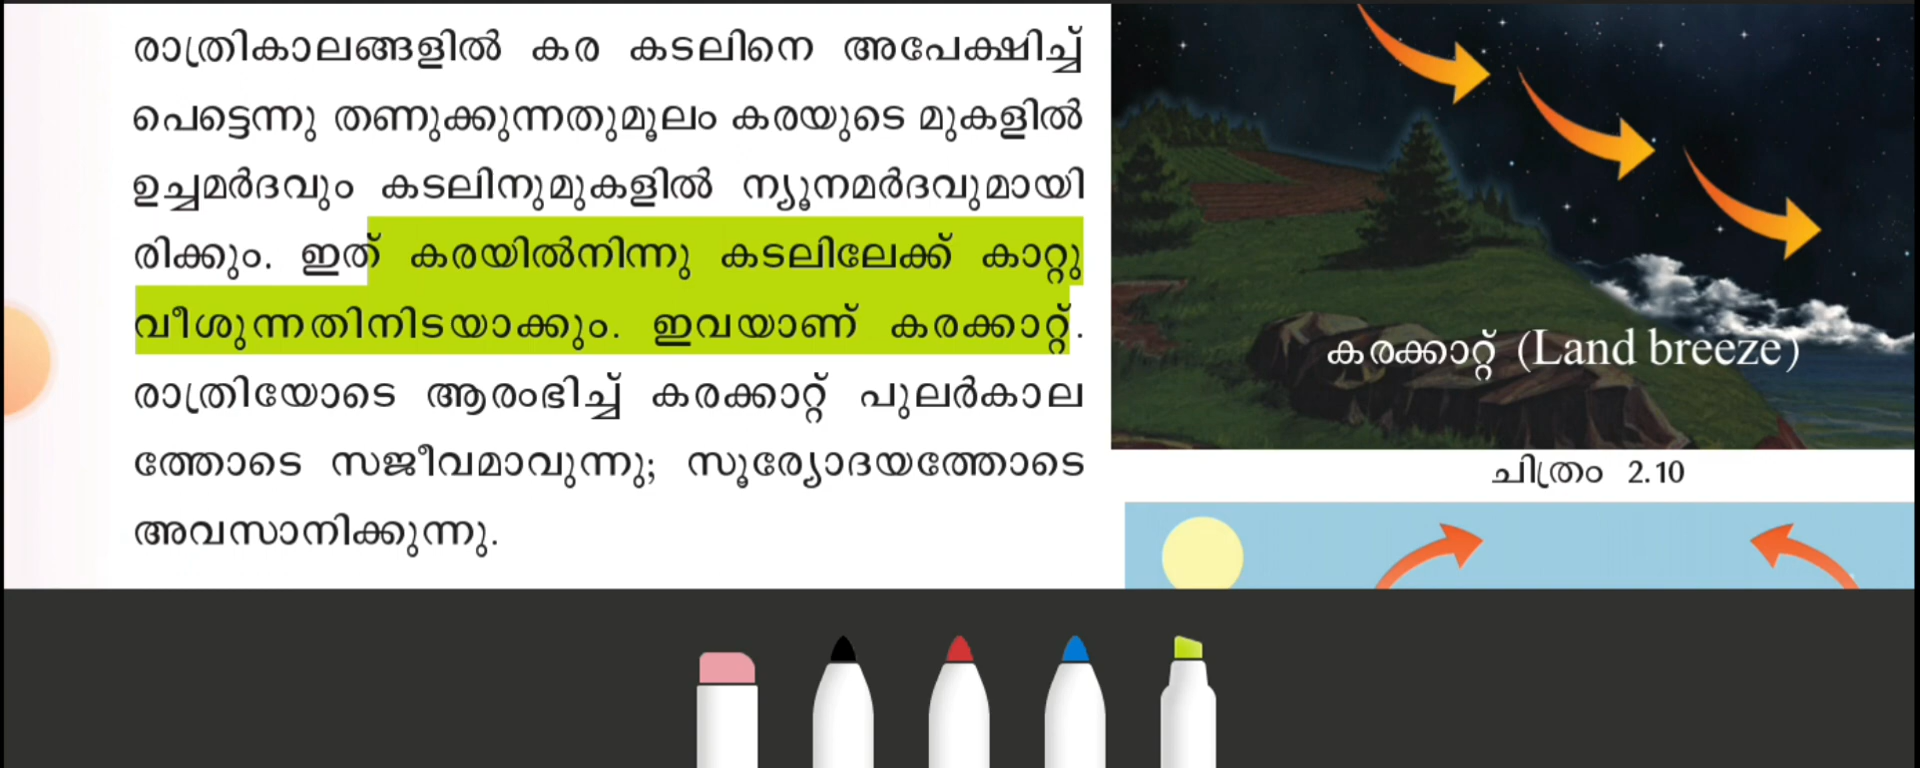 രാത്രികാലങ്ങളിൽ കര കടലിനെ അപേക്ഷിച്ച്
പെട്ടെന്നു തണുക്കുന്നതുമൂലം കരയുടെ മുകളിൽ
ഉച്ചമർദവും കടലിനുമുകളിൽ ന്യൂനമർദവുമായി
രിക്കും. ഇത് കരയിൽനിന്നു കടലിലേക്ക് കാറ്റു
വീശുന്നതിനിടയാക്കും. ഇവയാണ് കരക്കാറ്റ്.
രാത്രിയോടെ ആരംഭിച്ച് കരക്കാറ്റ് പുലർകാല
ത്തോടെ സജീവമാവുന്നു; സൂര്യോദയത്തോടെ
അവസാനിക്കുന്നു.
കരക്കാറ്റ് (Land breeze)
ചിത്രം 2.10